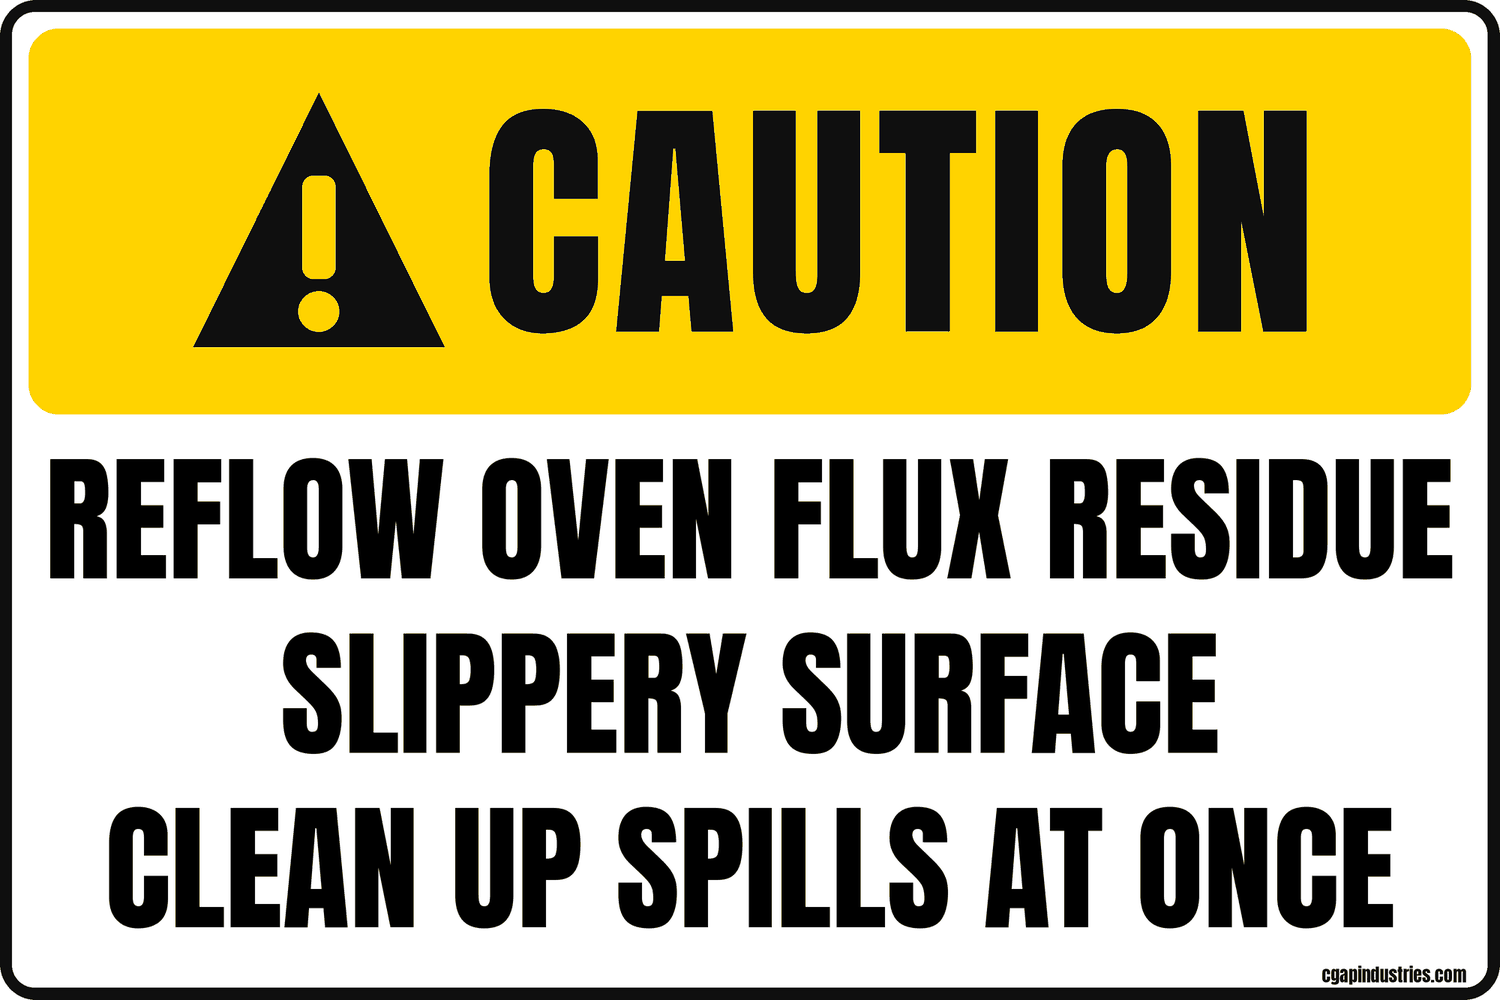 CAUTION
REFLOW OVEN FLUX RESIDUE
SLIPPERY SURFACE
CLEAN UP SPILLS AT ONCE
cgapindustries.com